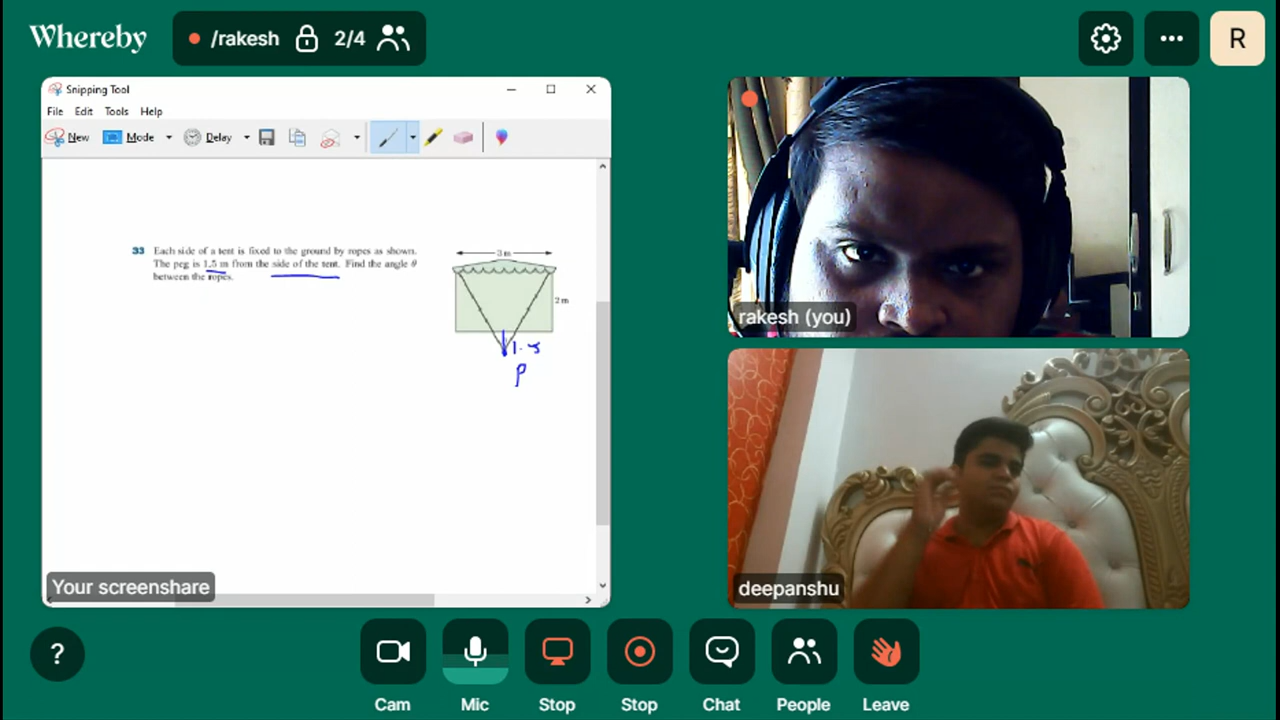 Whereby
/rakesh 2/4
R
Snipping Tool
File Edit Tools Help
New Mode Delay
33 Each side of a tent is fixed to the ground by ropes as shown.
The peg is 1.5 m from the side of the tent. Find the angle θ
between the ropes.
3 m
2 m
1.5
P
Your screenshare
rakesh (you)
deepanshu
?
Cam Mic Stop Stop Chat People Leave